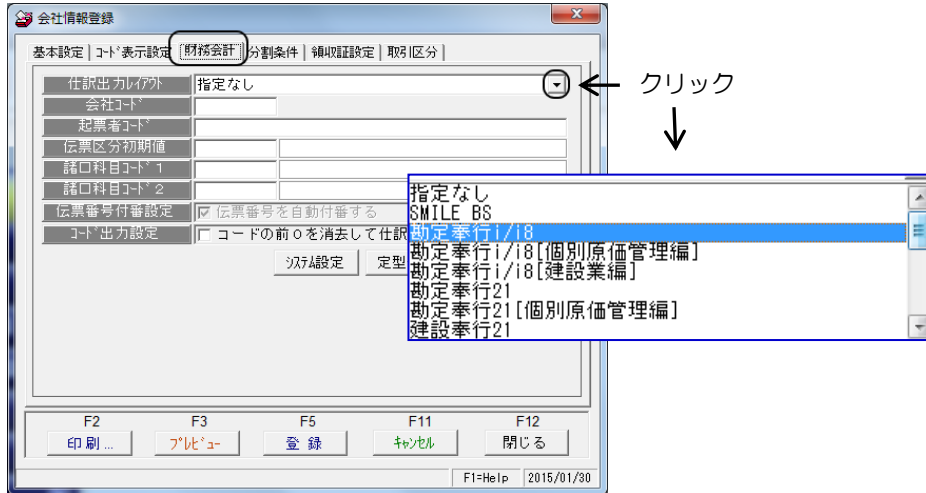 会社情報登録
基本設定 ｺｰﾄﾞ表示設定 財務会計 分割条件 領収証設定 取引区分
仕訳出力ﾚｲｱｳﾄ 指定なし
クリック
会社ｺｰﾄﾞ
起票者ｺｰﾄﾞ
伝票区分初期値
諸口科目ｺｰﾄﾞ1
諸口科目ｺｰﾄﾞ2
伝票番号付番設定 伝票番号を自動付番する
ｺｰﾄﾞ出力設定 コードの前0を消去して仕訳
ｼｽﾃﾑ設定 定型
指定なし
SMILE BS
勘定奉行i/i8
勘定奉行i/i8[個別原価管理編]
勘定奉行i/i8[建設業編]
勘定奉行21
勘定奉行21[個別原価管理編]
建設奉行21
F2 F3 F5 F11 F12
印刷... ﾌﾟﾚﾋﾞｭｰ 登録 ｷｬﾝｾﾙ 閉じる
F1=Help 2015/01/30